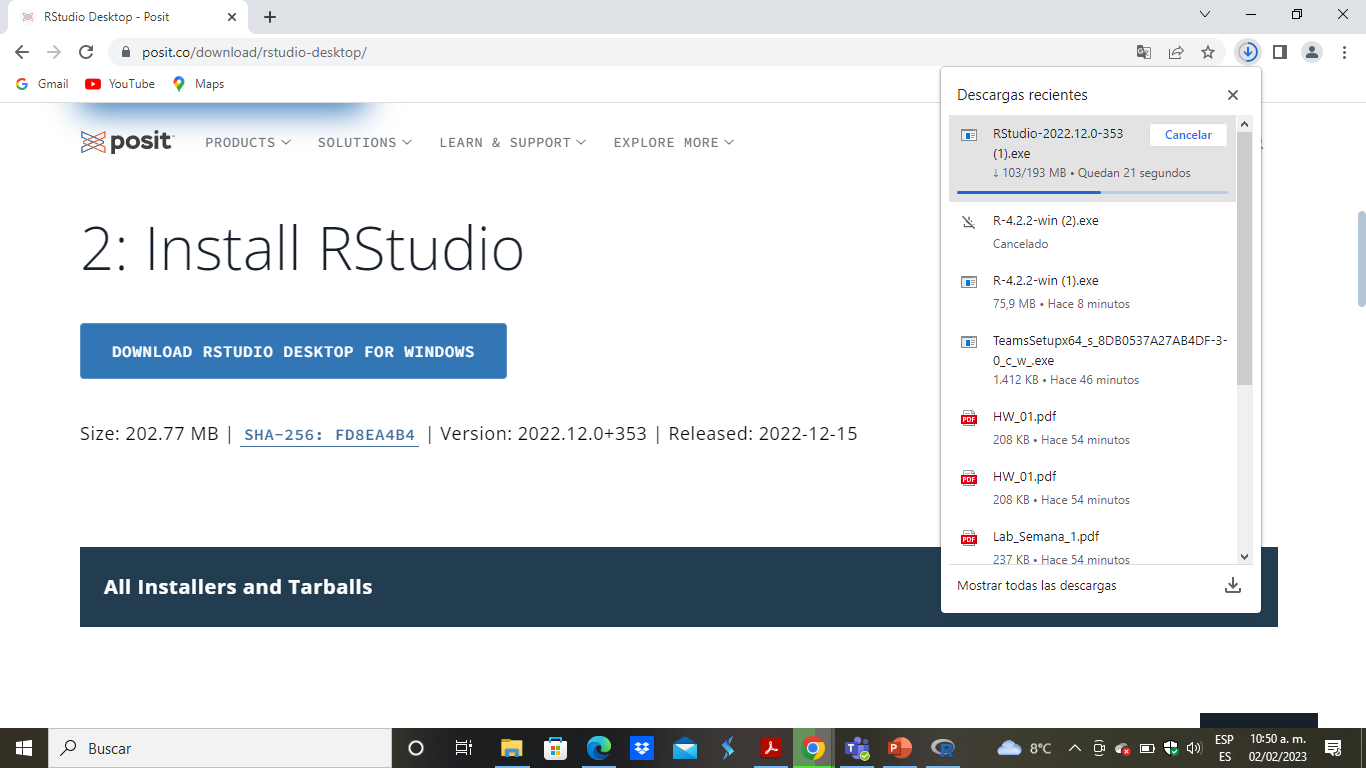 RStudio Desktop - Posit
posit.co/download/rstudio-desktop/
Gmail YouTube Maps
posit PRODUCTS SOLUTIONS LEARN & SUPPORT EXPLORE MORE
2: Install RStudio
DOWNLOAD RSTUDIO DESKTOP FOR WINDOWS
Size: 202.77 MB | SHA-256: FD8EA4B4 | Version: 2022.12.0+353 | Released: 2022-12-15
All Installers and Tarballs
Descargas recientes
RStudio-2022.12.0-353
(1).exe
Cancelar
↓ 103/193 MB • Quedan 21 segundos
R-4.2.2-win (2).exe
Cancelado
R-4.2.2-win (1).exe
75,9 MB • Hace 8 minutos
TeamsSetupx64_s_8DB0537A27AB4DF-3-
0_c_w_.exe
1.412 KB • Hace 46 minutos
PDF
HW_01.pdf
208 KB • Hace 54 minutos
PDF
HW_01.pdf
208 KB • Hace 54 minutos
PDF
Lab_Semana_1.pdf
237 KB • Hace 54 minutos
Mostrar todas las descargas
Buscar
8°C
ESP
ES
10:50 a. m.
02/02/2023